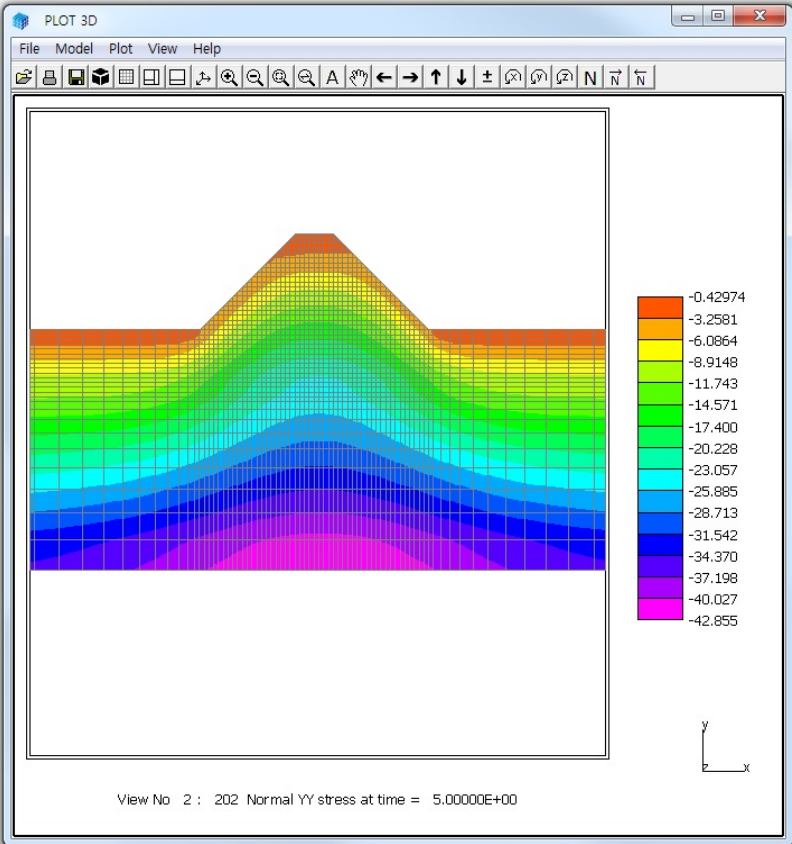 PLOT 3D
File Model Plot View Help
A ± x y z N N N
-0.42974
-3.2581
-6.0864
-8.9148
-11.743
-14.571
-17.400
-20.228
-23.057
-25.885
-28.713
-31.542
-34.370
-37.198
-40.027
-42.855
y
z x
View No 2 : 202 Normal YY stress at time = 5.00000E+00